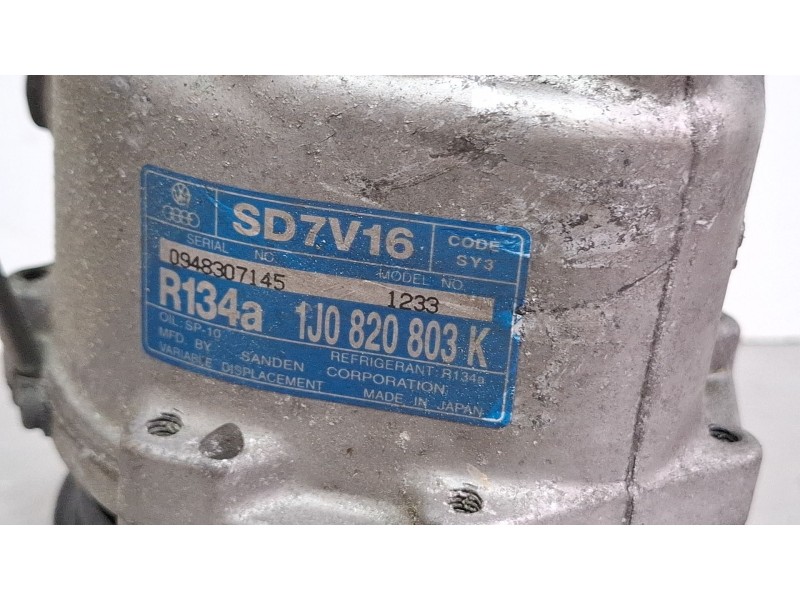 SD7V16
CODE
SY3
SERIAL NO.
MODEL NO.
0948307145 1233
R134a 1J0 820 803 K
OIL: SP-10 REFRIGERANT: R134a
MFD. BY SANDEN CORPORATION
VARIABLE DISPLACEMENT MADE IN JAPAN